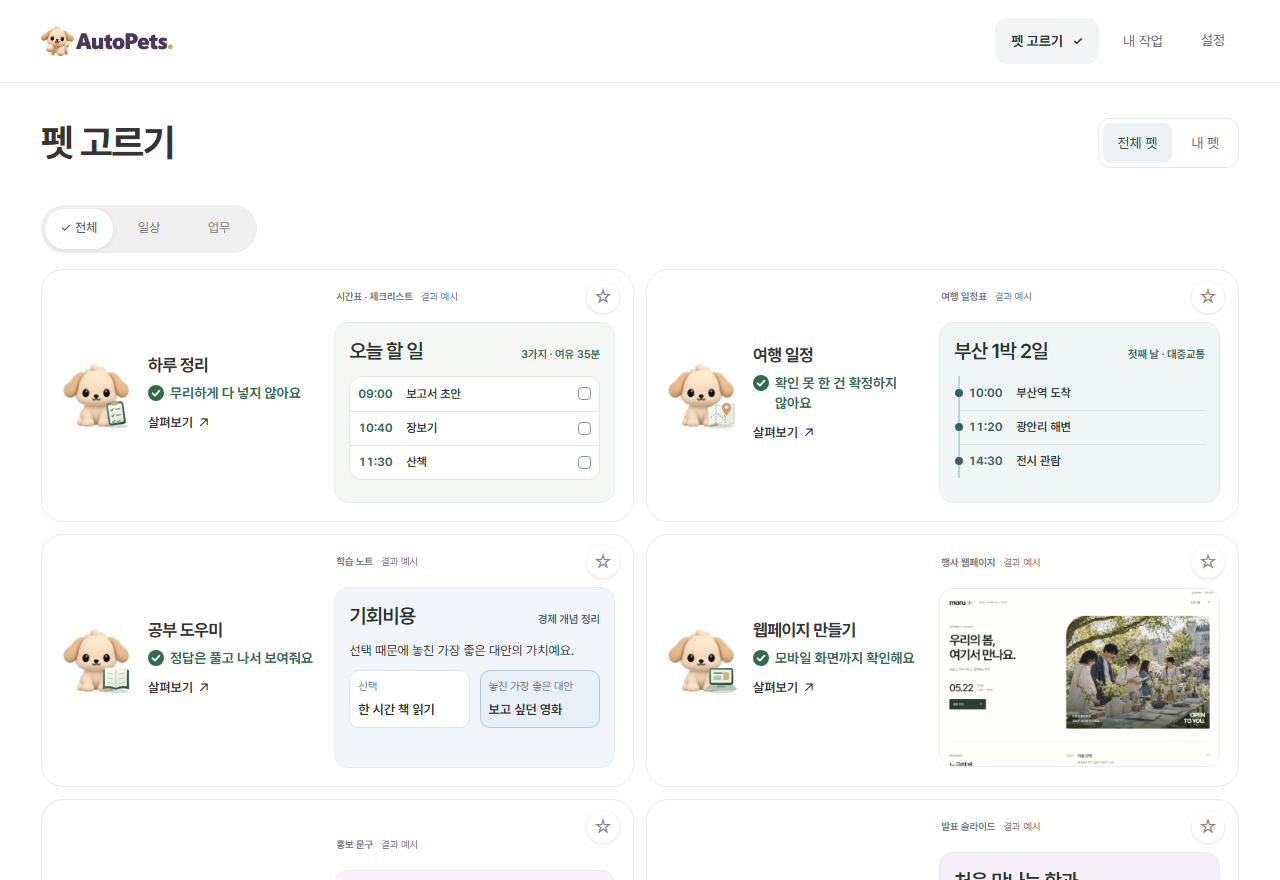 AutoPets.
펫 고르기
내 작업
설정
펫 고르기
전체 펫
내 펫
전체
일상
업무
하루 정리
무리하게 다 넣지 않아요
살펴보기
시간표 · 체크리스트 결과 예시
오늘 할 일
3가지 · 여유 35분
09:00 보고서 초안
10:40 장보기
11:30 산책
여행 일정
확인 못 한 건 확정하지
않아요
살펴보기
여행 일정표 결과 예시
부산 1박 2일
첫째 날 · 대중교통
10:00 부산역 도착
11:20 광안리 해변
14:30 전시 관람
공부 도우미
정답은 풀고 나서 보여줘요
살펴보기
학습 노트 결과 예시
기회비용
경제 개념 정리
선택 때문에 놓친 가장 좋은 대안의 가치예요.
선택
한 시간 책 읽기
놓친 가장 좋은 대안
보고 싶던 영화
웹페이지 만들기
모바일 화면까지 확인해요
살펴보기
행사 웹페이지 결과 예시
moru
우리의 봄,
여기서 만나요.
05.22
OPEN
TO YOU.
홍보 문구 결과 예시
발표 슬라이드 결과 예시
처음 만나는 학과